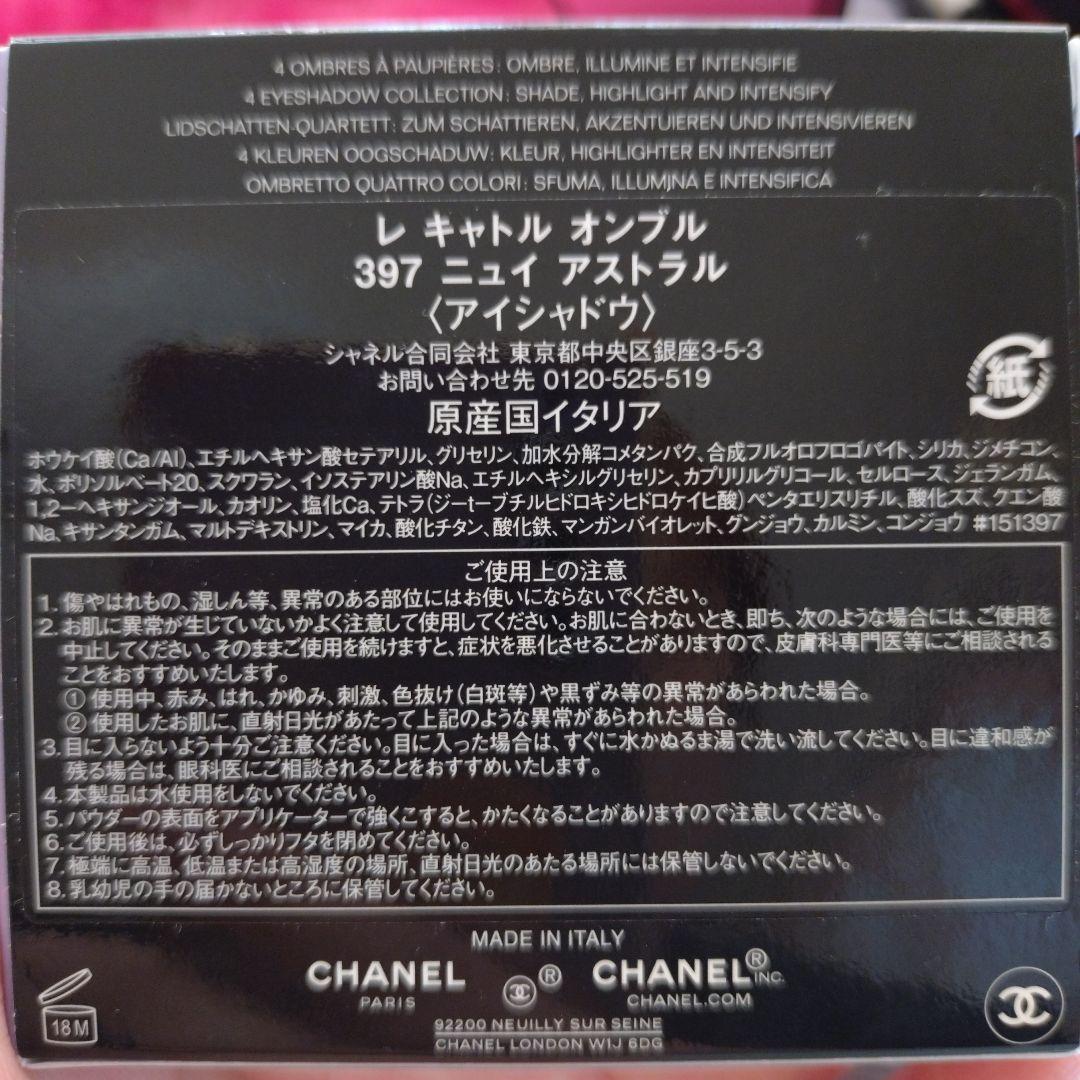 4 OMBRES À PAUPIÈRES : OMBRE, ILLUMINE ET INTENSIFIE
4 EYESHADOW COLLECTION : SHADE, HIGHLIGHT AND INTENSIFY
LIDSCHATTEN-QUARTETT : ZUM SCHATTIEREN, AKZENTUIEREN UND INTENSIVIEREN
4 KLEUREN OOGSCHADUW : KLEUR, HIGHLIGHTER EN INTENSITEIT
OMBRETTO QUATTRO COLORI : SFUMA, ILLUMINA E INTENSIFICA
レ キャトル オンブル
397 ニュイ アストラル
〈アイシャドウ〉
シャネル合同会社 東京都中央区銀座3-5-3
お問い合わせ先 0120-525-519
紙
原産国イタリア
ホウケイ酸(Ca/Al)、エチルヘキサン酸セテアリル、グリセリン、加水分解コメタンパク、合成フルオロフロゴパイト、シリカ、ジメチコン、
水、ポリソルベート20、スクワラン、イソステアリン酸Na、エチルヘキシルグリセリン、カプリリルグリコール、セルロース、ジェランガム、
1,2-ヘキサンジオール、カオリン、塩化Ca、テトラ(ジ-t-ブチルヒドロキシヒドロケイヒ酸)ペンタエリスリチル、酸化スズ、クエン酸
Na、キサンタンガム、マルトデキストリン、マイカ、酸化チタン、酸化鉄、マンガンバイオレット、グンジョウ、カルミン、コンジョウ #151397
ご使用上の注意
1. 傷やはれもの、湿しん等、異常のある部位にはお使いにならないでください。
2. お肌に異常が生じていないかよく注意して使用してください。お肌に合わないとき、即ち、次のような場合には、ご使用を
中止してください。そのままご使用を続けますと、症状を悪化させることがありますので、皮膚科専門医等にご相談される
ことをおすすめいたします。
① 使用中、赤み、はれ、かゆみ、刺激、色抜け(白斑等)や黒ずみ等の異常があらわれた場合。
② 使用したお肌に、直射日光があたって上記のような異常があらわれた場合。
3. 目に入らないよう十分ご注意ください。目に入った場合は、すぐに水かぬるま湯で洗い流してください。目に違和感が
残る場合は、眼科医にご相談されることをおすすめいたします。
4. 本製品は水使用をしないでください。
5. パウダーの表面をアプリケーターで強くこすると、かたくなることがありますので注意してください。
6. ご使用後は、必ずしっかりフタを閉めてください。
7. 極端に高温、低温または高湿度の場所、直射日光のあたる場所には保管しないでください。
8. 乳幼児の手の届かないところに保管してください。
MADE IN ITALY
CHANEL ® CHANEL® INC.
PARIS CHANEL.COM
18M
92200 NEUILLY SUR SEINE
CHANEL LONDON W1J 6DG